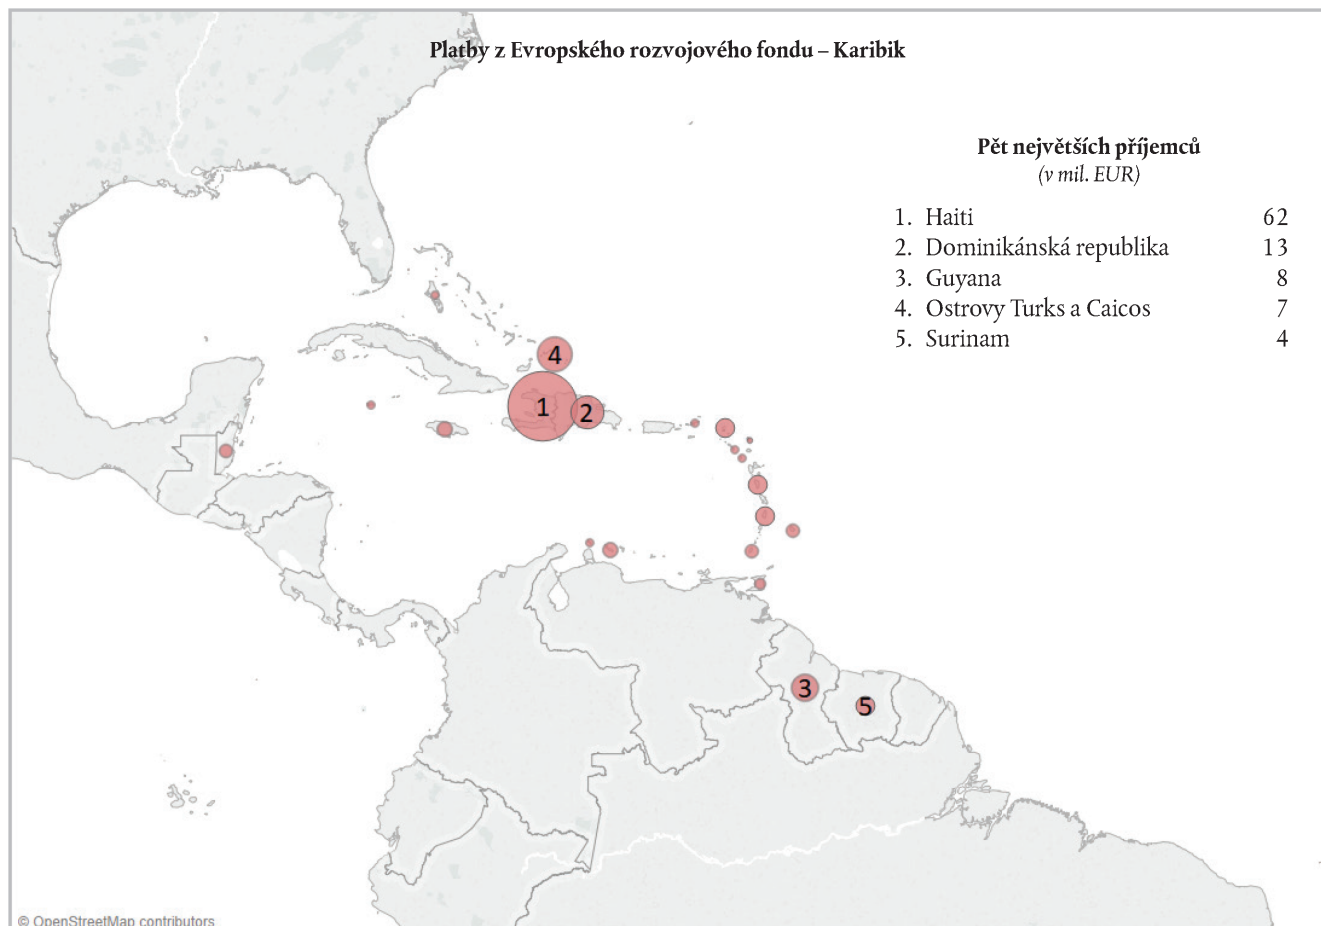 Platby z Evropského rozvojového fondu – Karibik
Pět největších příjemců
(v mil. EUR)
1. Haiti 62
2. Dominikánská republika 13
3. Guyana 8
4. Ostrovy Turks a Caicos 7
5. Surinam 4
4
1
2
3
5
© OpenStreetMap contributors